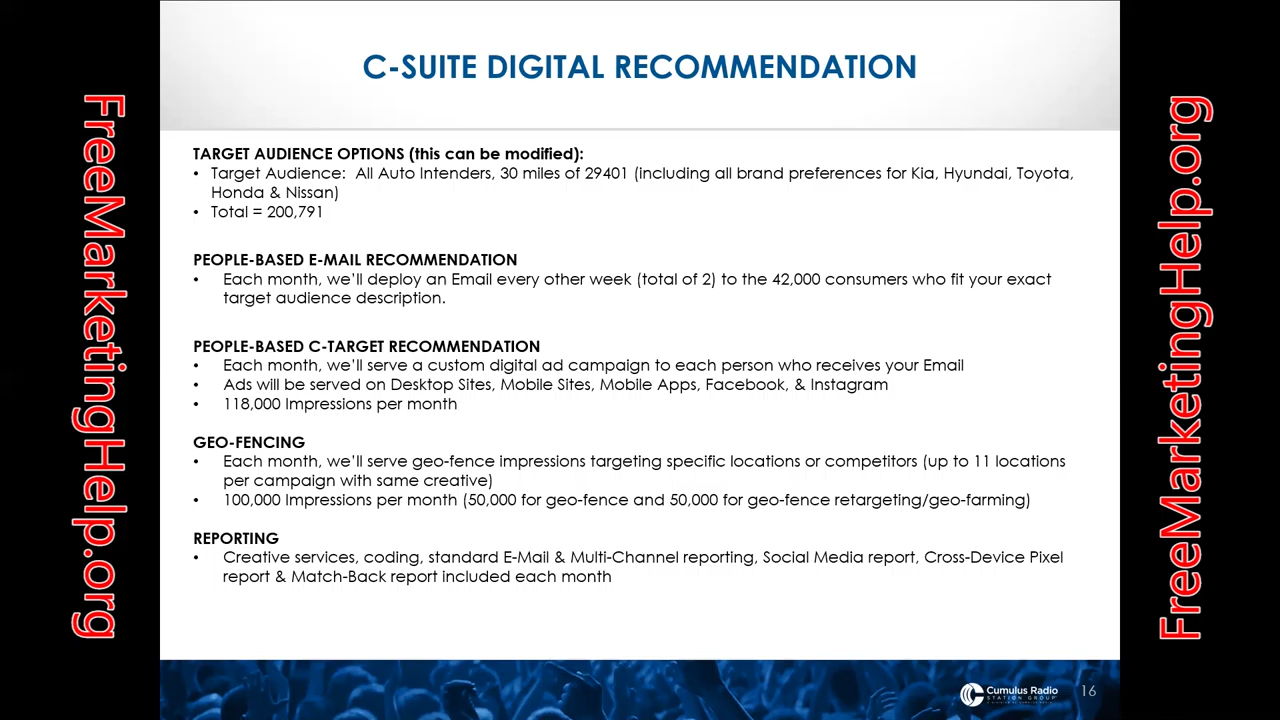 C-SUITE DIGITAL RECOMMENDATION
FreeMarketingHelp.org
FreeMarketingHelp.org
TARGET AUDIENCE OPTIONS (this can be modified):
• Target Audience: All Auto Intenders, 30 miles of 29401 (including all brand preferences for Kia, Hyundai, Toyota,
Honda & Nissan)
• Total = 200,791
PEOPLE-BASED E-MAIL RECOMMENDATION
• Each month, we'll deploy an Email every other week (total of 2) to the 42,000 consumers who fit your exact
target audience description.
PEOPLE-BASED C-TARGET RECOMMENDATION
• Each month, we'll serve a custom digital ad campaign to each person who receives your Email
• Ads will be served on Desktop Sites, Mobile Sites, Mobile Apps, Facebook, & Instagram
• 118,000 Impressions per month
GEO-FENCING
• Each month, we'll serve geo-fence impressions targeting specific locations or competitors (up to 11 locations
per campaign with same creative)
• 100,000 Impressions per month (50,000 for geo-fence and 50,000 for geo-fence retargeting/geo-farming)
REPORTING
• Creative services, coding, standard E-Mail & Multi-Channel reporting, Social Media report, Cross-Device Pixel
report & Match-Back report included each month
Cumulus Radio
STATION GROUP
16